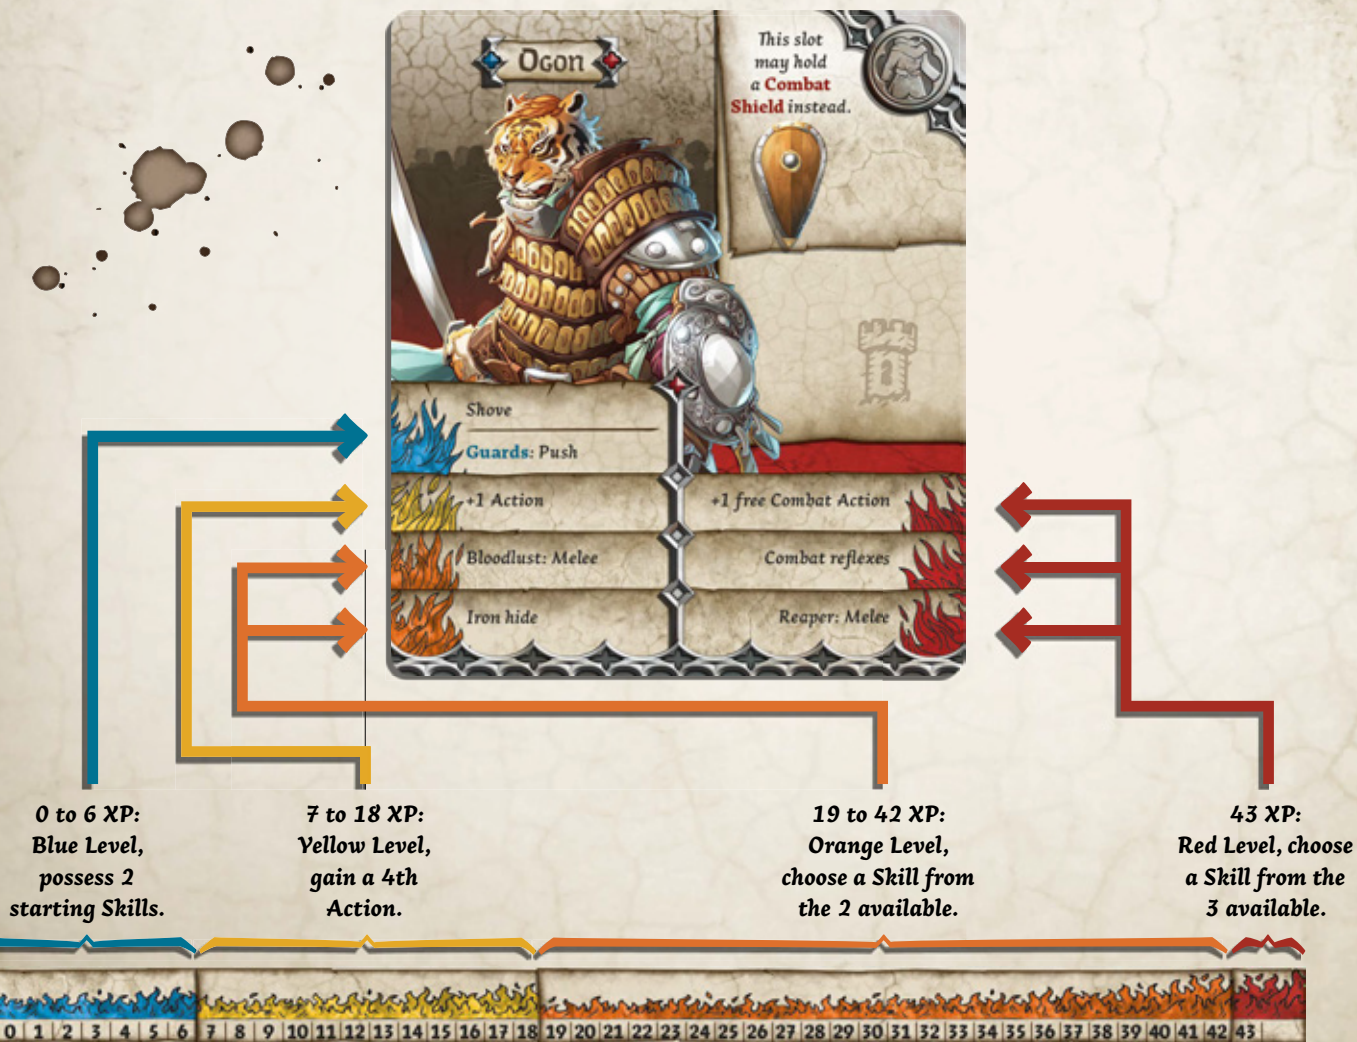 Ogon
This slot
may hold
a Combat
Shield instead.
Shove
Guards: Push
+1 Action
+1 free Combat Action
Bloodlust: Melee
Combat reflexes
Iron hide
Reaper: Melee
0 to 6 XP:
Blue Level,
possess 2
starting Skills.
7 to 18 XP:
Yellow Level,
gain a 4th
Action.
19 to 42 XP:
Orange Level,
choose a Skill from
the 2 available.
43 XP:
Red Level, choose
a Skill from the
3 available.
0 1 2 3 4 5 6 7 8 9 10 11 12 13 14 15 16 17 18 19 20 21 22 23 24 25 26 27 28 29 30 31 32 33 34 35 36 37 38 39 40 41 42 43